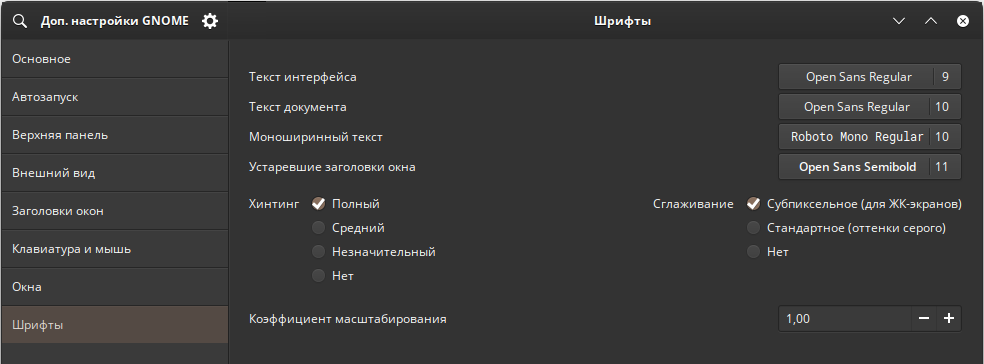 Доп. настройки GNOME
Шрифты
Основное
Автозапуск
Верхняя панель
Внешний вид
Заголовки окон
Клавиатура и мышь
Окна
Шрифты
Текст интерфейса Open Sans Regular 9
Текст документа Open Sans Regular 10
Моноширинный текст Roboto Mono Regular 10
Устаревшие заголовки окна Open Sans Semibold 11
Хинтинг Полный
Средний
Незначительный
Нет
Сглаживание Субпиксельное (для ЖК-экранов)
Стандартное (оттенки серого)
Нет
Коэффициент масштабирования 1,00